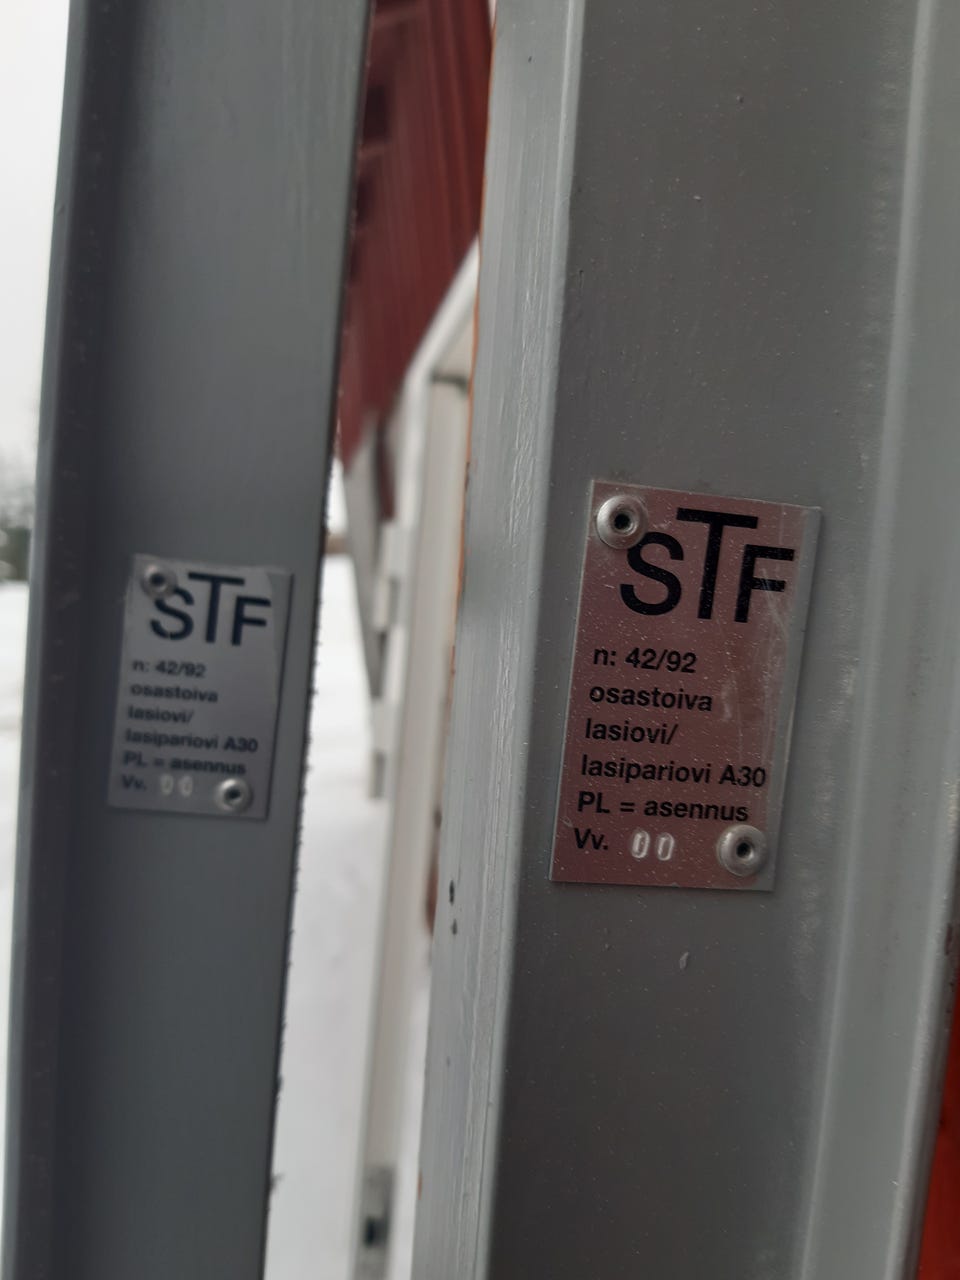 STF
n: 42/92
osastoiva
lasiovi/
lasipariovi A30
PL = asennus
Vv. 00
STF
n: 42/92
osastoiva
lasiovi/
lasipariovi A30
PL = asennus
Vv. 00